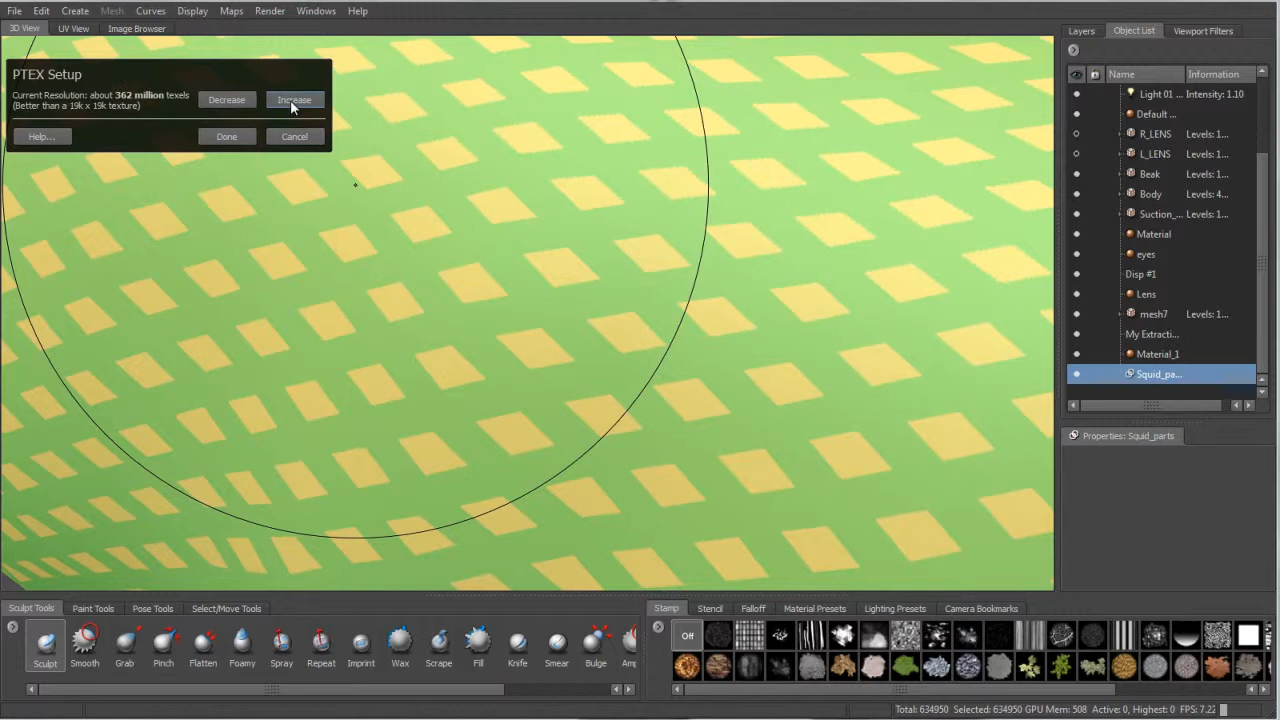 File Edit Create Mesh Curves Display Maps Render Windows Help
3D View UV View Image Browser
Layers Object List Viewport Filters
PTEX Setup
Current Resolution: about 362 million texels
(Better than a 19k x 19k texture)
Decrease Increase
Help... Done Cancel
Name Information
Light 01 ... Intensity: 1.10
Default ...
R_LENS Levels: 1...
L_LENS Levels: 1...
Beak Levels: 1...
Body Levels: 4...
Suction_... Levels: 1...
Material
eyes
Disp #1
Lens
mesh7 Levels: 1...
My Extracti...
Material_1
Squid_pa...
Properties: Squid_parts
Sculpt Tools Paint Tools Pose Tools Select/Move Tools
Sculpt Smooth Grab Pinch Flatten Foamy Spray Repeat Imprint Wax Scrape Fill Knife Smear Bulge Am
Stamp Stencil Falloff Material Presets Lighting Presets Camera Bookmarks
Off
Total: 634950 Selected: 634950 GPU Mem: 508 Active: 0, Highest: 0 FPS: 7.22